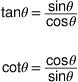 tanθ = sinθ/cosθ
cotθ = cosθ/sinθ